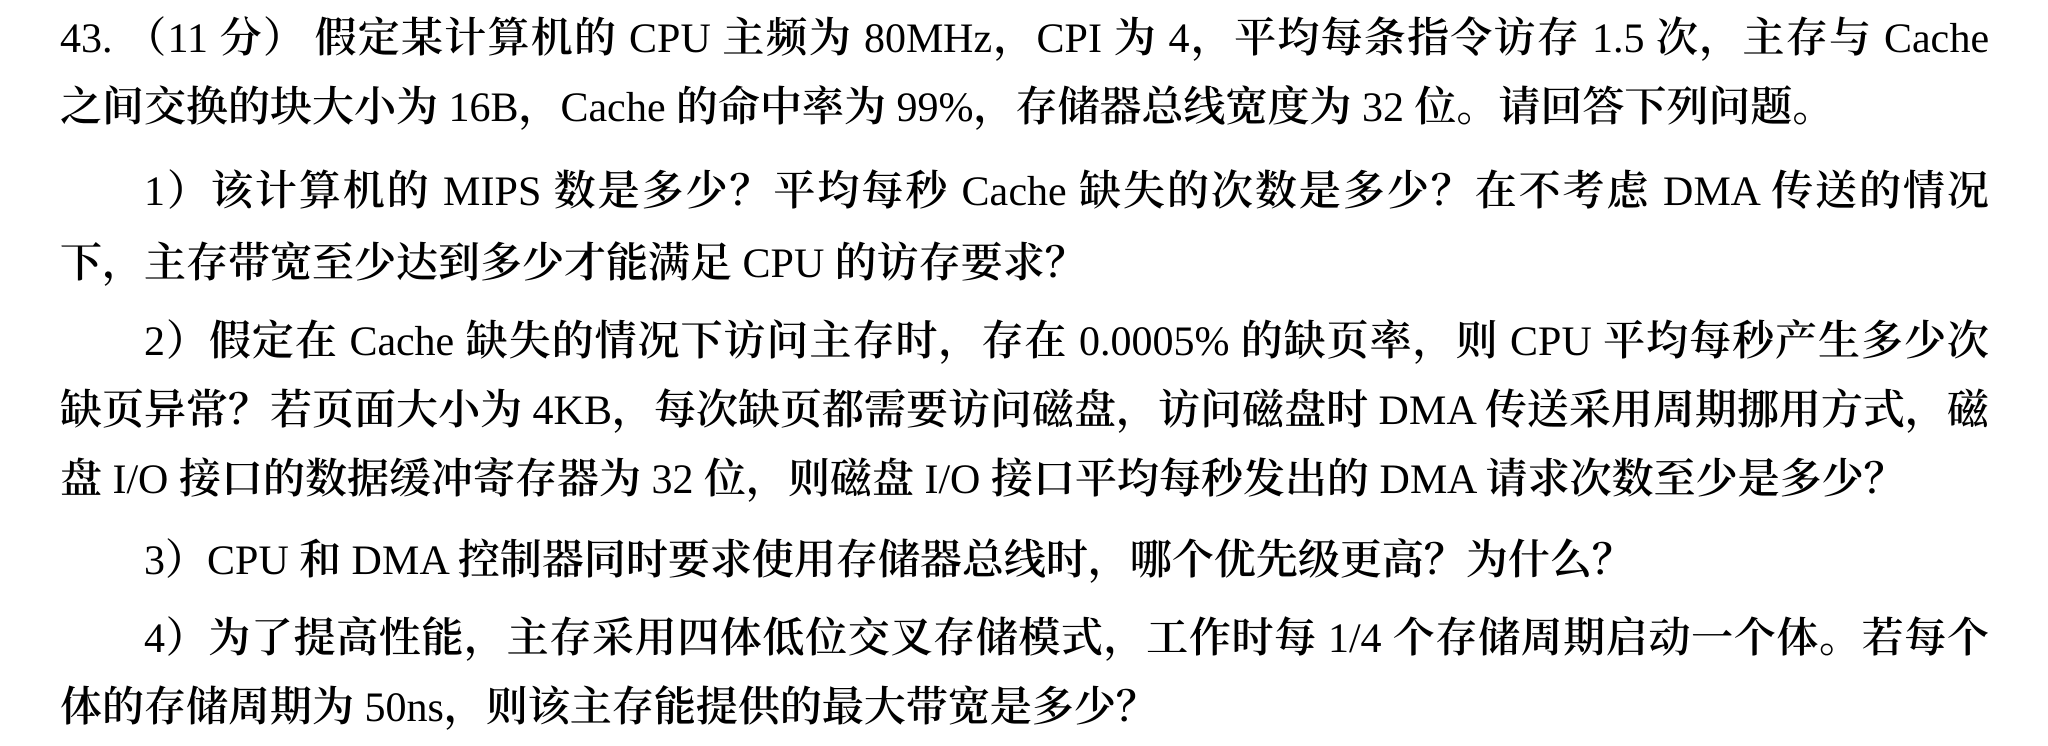 43. （11 分） 假定某计算机的 CPU 主频为 80MHz，CPI 为 4，平均每条指令访存 1.5 次，主存与 Cache
之间交换的块大小为 16B，Cache 的命中率为 99%，存储器总线宽度为 32 位。请回答下列问题。
1）该计算机的 MIPS 数是多少？平均每秒 Cache 缺失的次数是多少？在不考虑 DMA 传送的情况
下，主存带宽至少达到多少才能满足 CPU 的访存要求？
2）假定在 Cache 缺失的情况下访问主存时，存在 0.0005% 的缺页率，则 CPU 平均每秒产生多少次
缺页异常？若页面大小为 4KB，每次缺页都需要访问磁盘，访问磁盘时 DMA 传送采用周期挪用方式，磁
盘 I/O 接口的数据缓冲寄存器为 32 位，则磁盘 I/O 接口平均每秒发出的 DMA 请求次数至少是多少？
3）CPU 和 DMA 控制器同时要求使用存储器总线时，哪个优先级更高？为什么？
4）为了提高性能，主存采用四体低位交叉存储模式，工作时每 1/4 个存储周期启动一个体。若每个
体的存储周期为 50ns，则该主存能提供的最大带宽是多少？